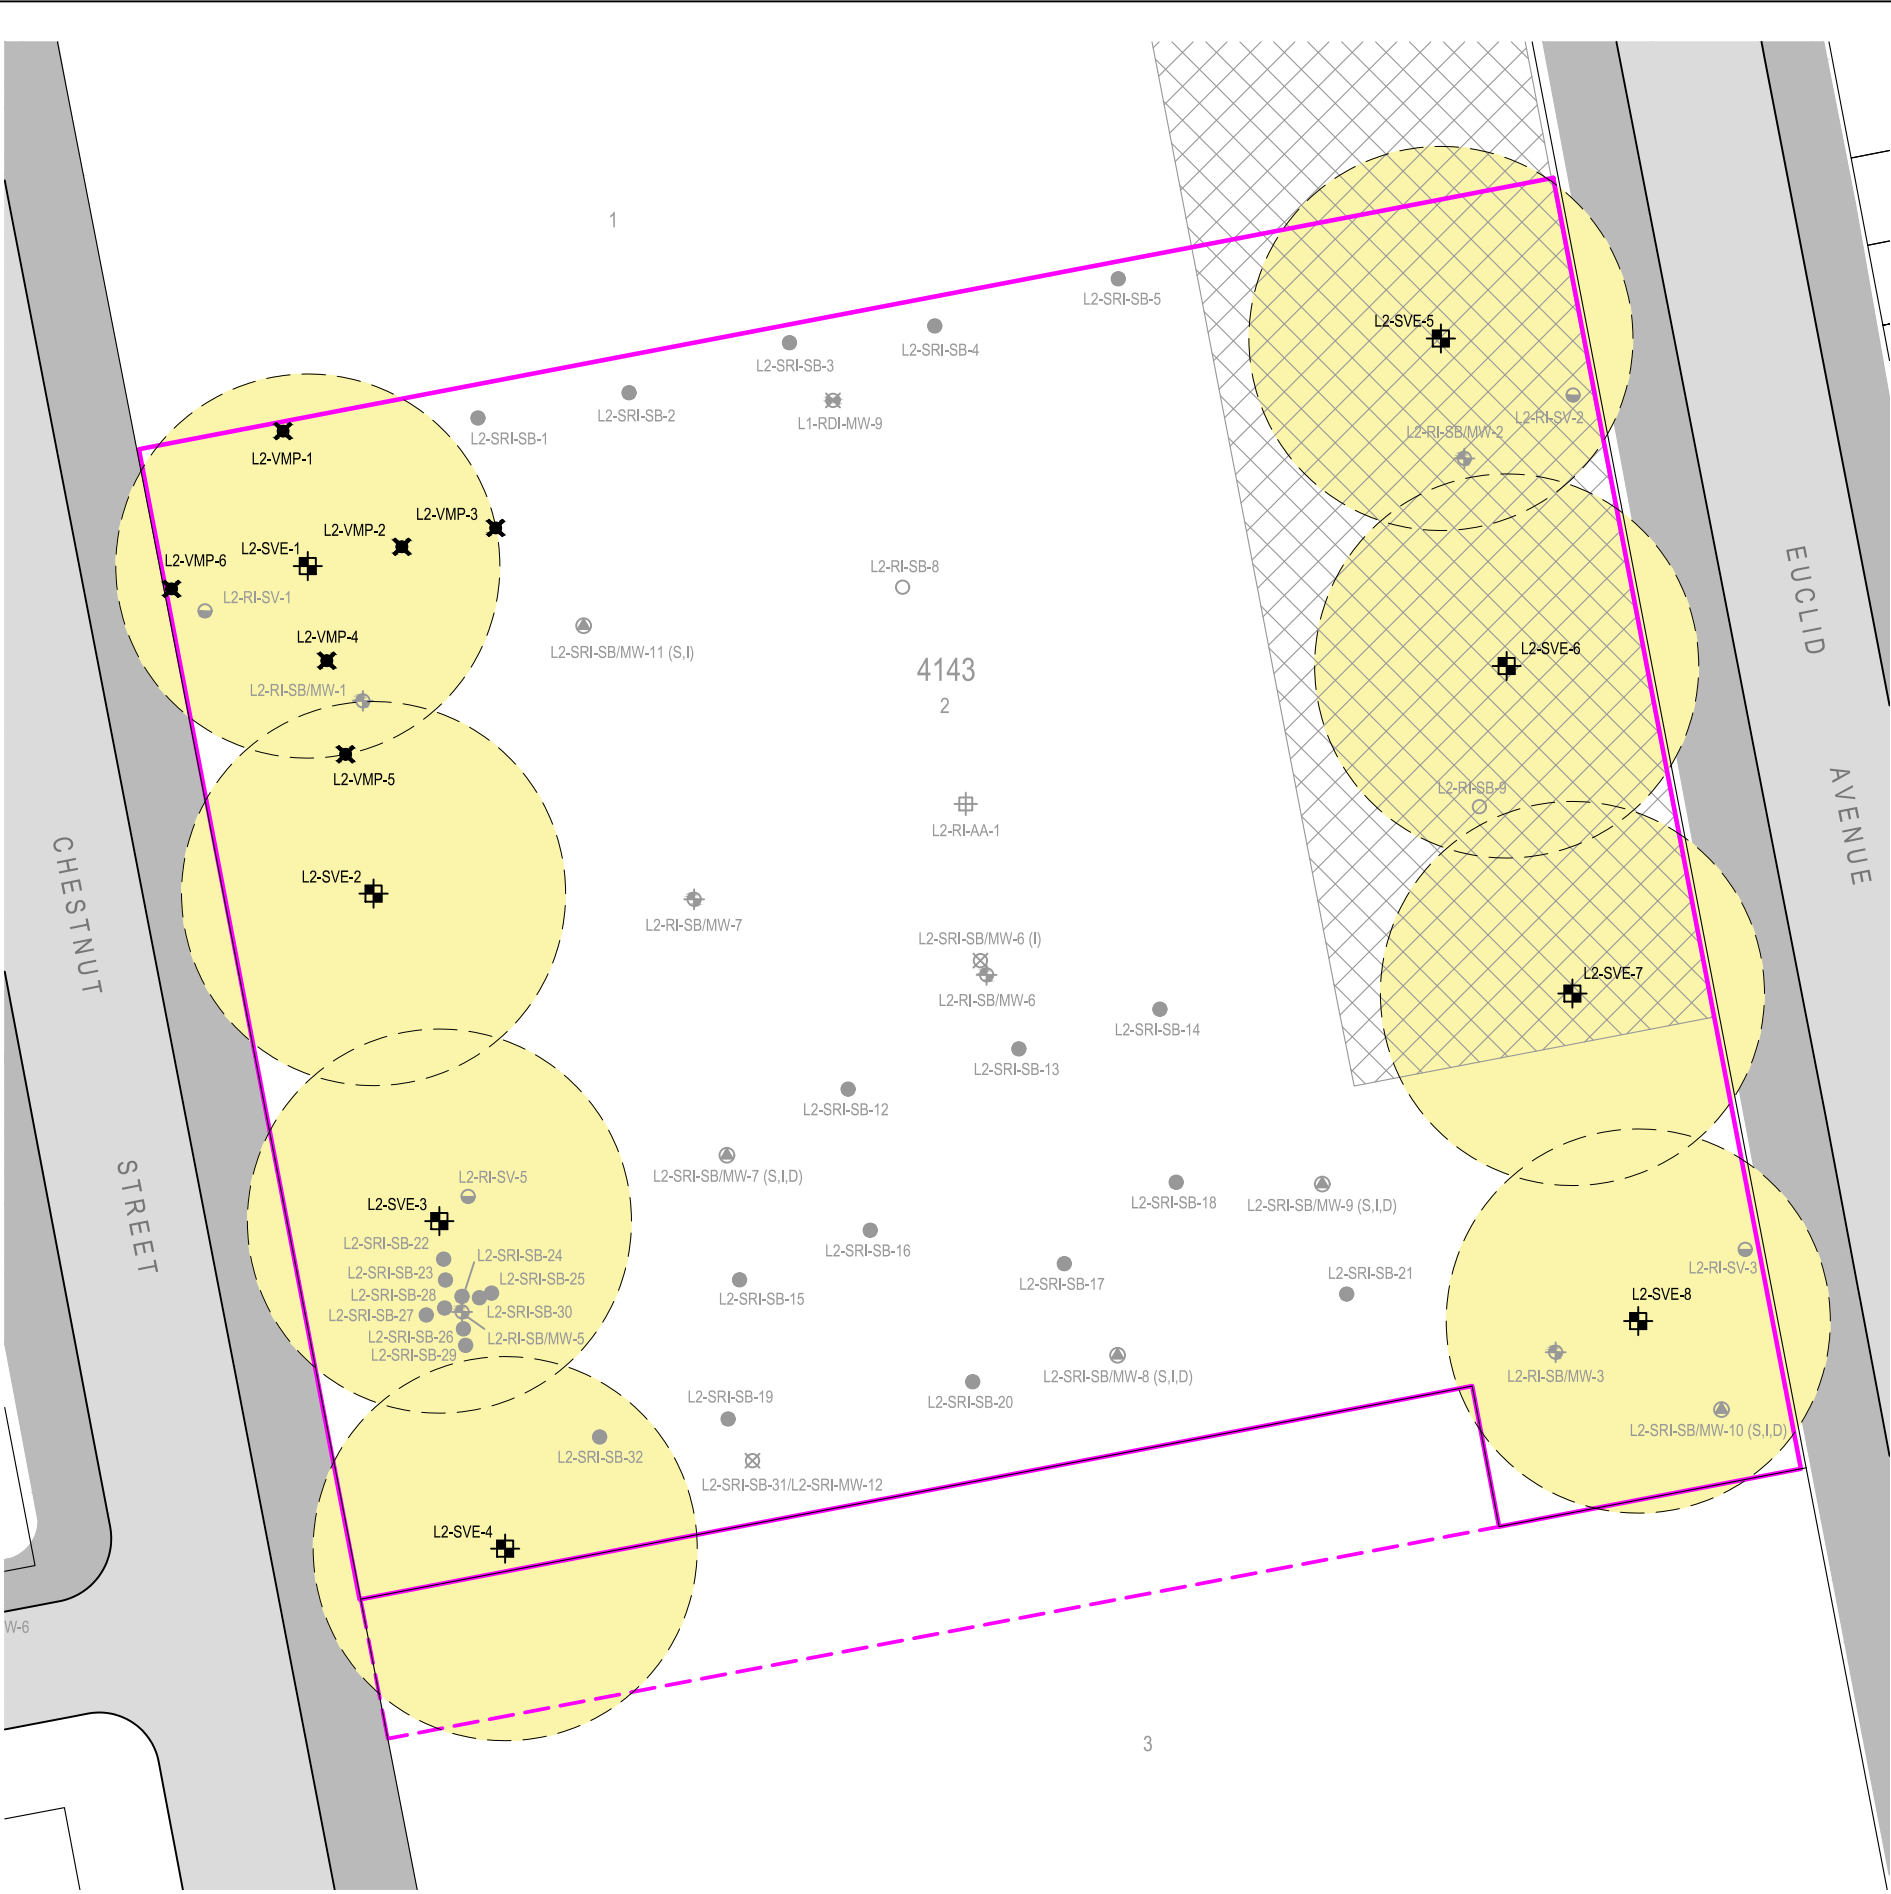 1
L2-SRI-SB-5
L2-SVE-5
L2-SRI-SB-4
L2-SRI-SB-3
L2-SRI-SB-2
L1-RDI-MW-9
L2-RI-SV-2
L2-RI-SB/MW-2
L2-SRI-SB-1
L2-VMP-1
L2-VMP-3
L2-VMP-2
L2-SVE-1
L2-VMP-6
L2-RI-SB-8
L2-RI-SV-1
L2-VMP-4
L2-SRI-SB/MW-11 (S,I)
L2-SVE-6
4143
2
L2-RI-SB/MW-1
L2-VMP-5
L2-RI-SB-9
L2-RI-AA-1
EUCLID
AVENUE
L2-SVE-2
L2-RI-SB/MW-7
CHESTNUT
STREET
L2-SRI-SB/MW-6 (I)
L2-RI-SB/MW-6
L2-SVE-7
L2-SRI-SB-14
L2-SRI-SB-13
L2-SRI-SB-12
L2-RI-SV-5
L2-SRI-SB/MW-7 (S,I,D)
L2-SVE-3
L2-SRI-SB-18
L2-SRI-SB/MW-9 (S,I,D)
L2-SRI-SB-22
L2-SRI-SB-24
L2-SRI-SB-16
L2-SRI-SB-23
L2-SRI-SB-25
L2-SRI-SB-17
L2-SRI-SB-21
L2-RI-SV-3
L2-SRI-SB-28
L2-SRI-SB-15
L2-SVE-8
L2-SRI-SB-27
L2-SRI-SB-30
L2-SRI-SB-26
L2-RI-SB/MW-5
L2-SRI-SB-29
L2-SRI-SB/MW-8 (S,I,D)
L2-RI-SB/MW-3
L2-SRI-SB-19
L2-SRI-SB-20
L2-SRI-SB/MW-10 (S,I,D)
L2-SRI-SB-32
L2-SRI-SB-31/L2-SRI-MW-12
L2-SVE-4
W-6
3